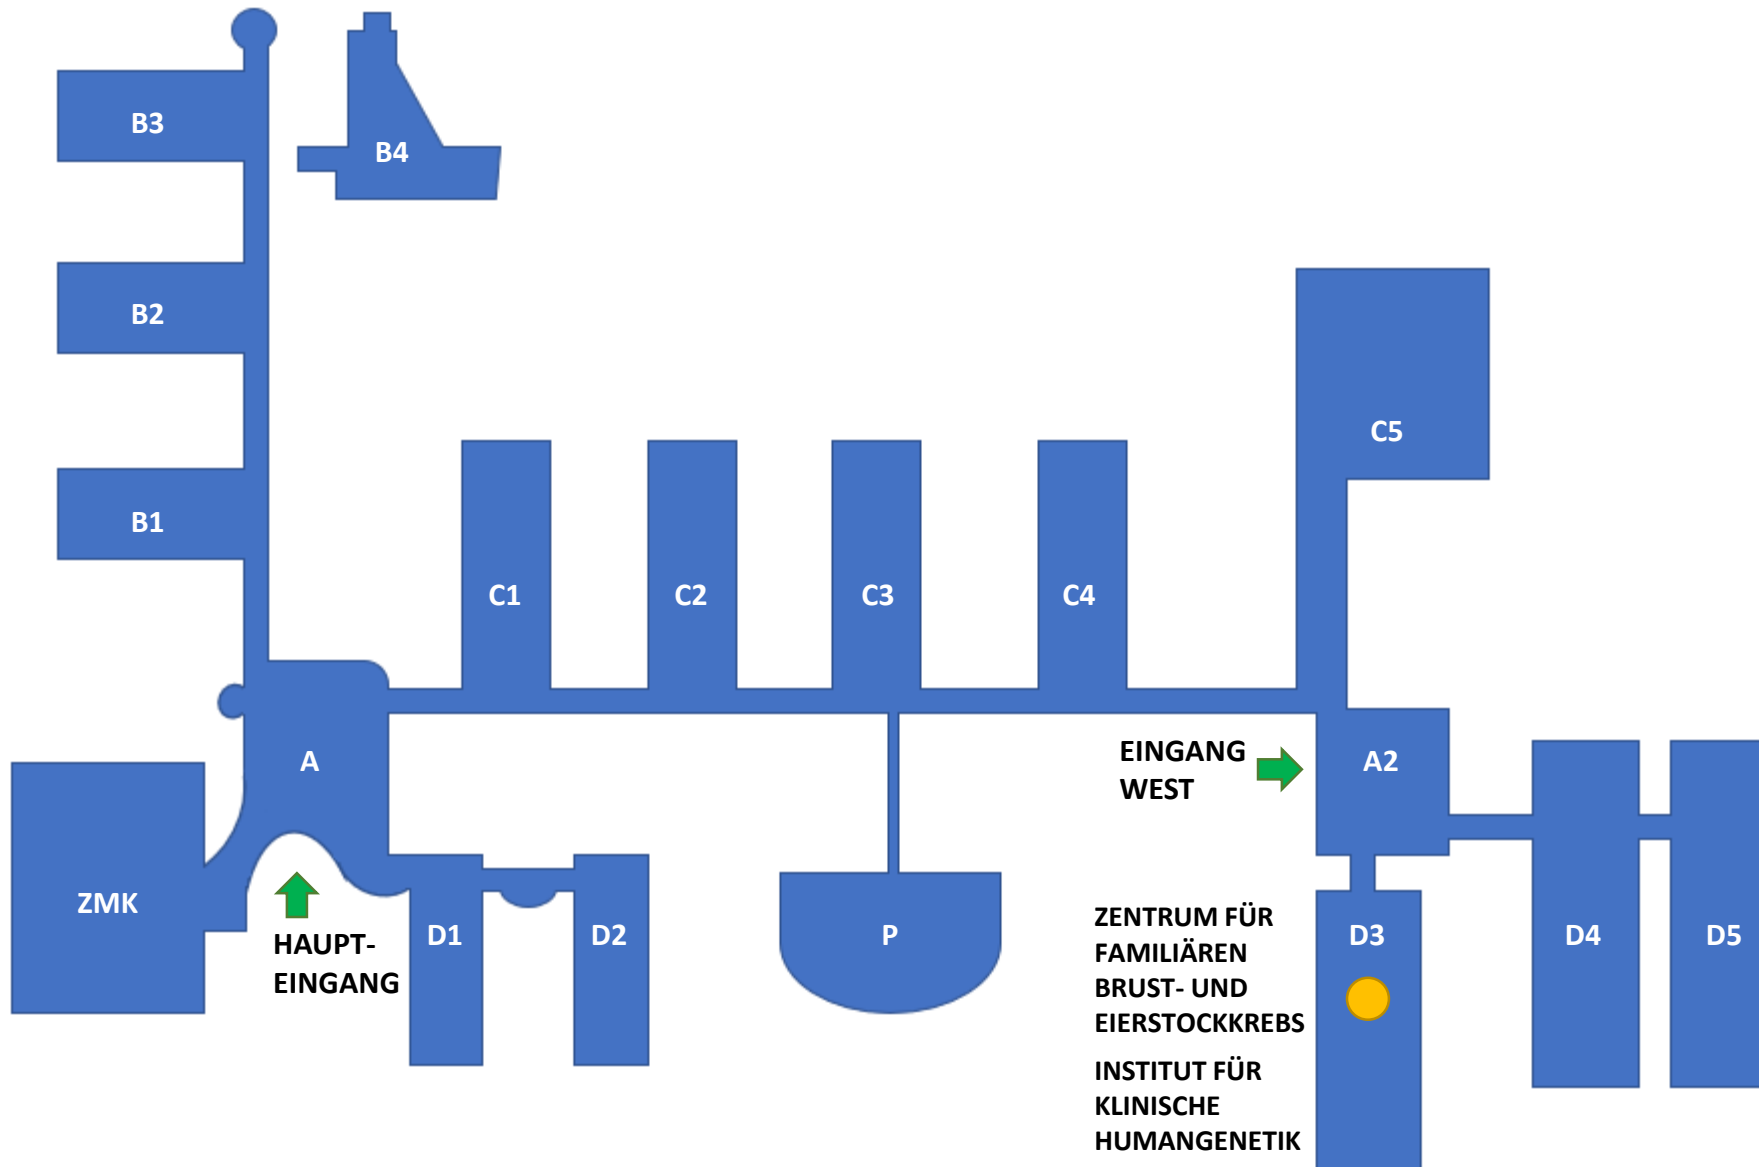 B3
B4
B2
C5
B1
C1
C2
C3
C4
A
EINGANG
WEST
A2
ZMK
HAUPT-
EINGANG
D1
D2
P
ZENTRUM FÜR
FAMILIÄREN
BRUST- UND
EIERSTOCKKREBS
INSTITUT FÜR
KLINISCHE
HUMANGENETIK
D3
D4
D5